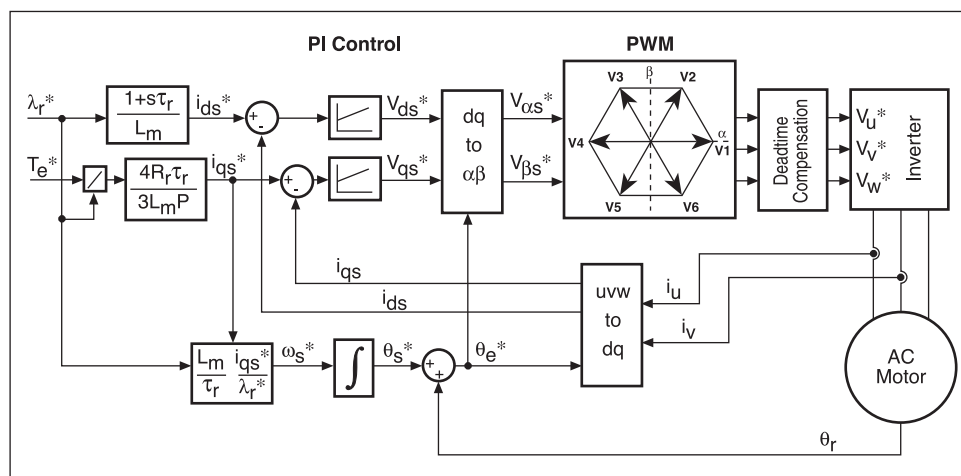 PI Control
PWM
λr*
1+sτr
Lm
ids*
+
-
Vds*
dq
to
αβ
Vαs*
Vβs*
V3
β
V2
V4
α
V1
V5
V6
Deadtime
Compensation
Vu*
Vv*
Vw*
Inverter
Te*
4Rrτr
3LmP
iqs*
+
-
Vqs*
iqs
ids
uvw
to
dq
iu
iv
Lm iqs*
τr λr*
ωs*
∫
θs*
+
+
θe*
AC
Motor
θr